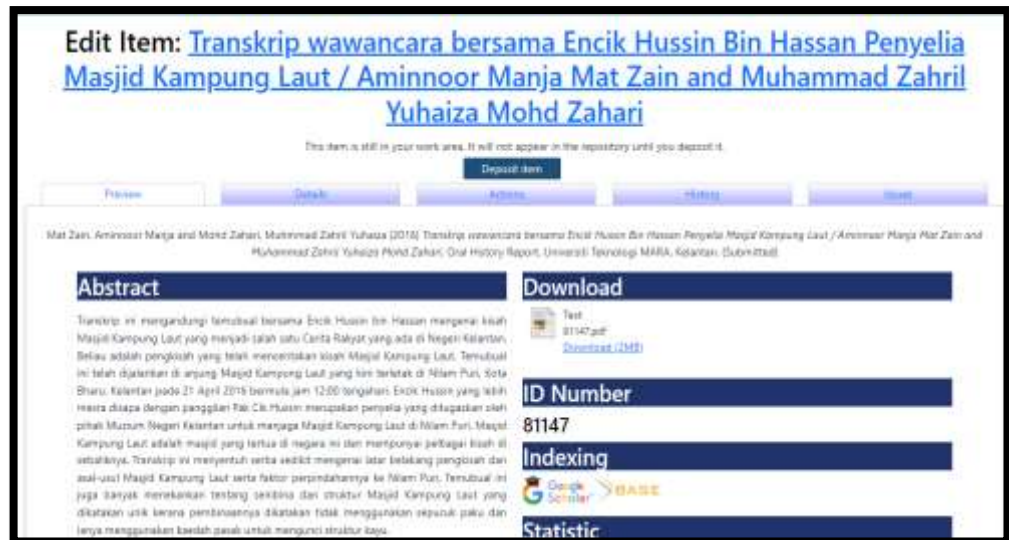 Edit Item: Transkrip wawancara bersama Encik Hussin Bin Hassan Penyelia
Masjid Kampung Laut / Aminnoor Manja Mat Zain and Muhammad Zahril
Yuhaiza Mohd Zahari
This item is still in your work area. It will not appear in the repository until you deposit it.
Deposit item
Preview Details Actions History Issues
Mat Zain, Aminnoor Manja and Mohd Zahari, Muhmmad Zahril Yuhaiza (2016) Transkrip wawancara bersama Encik Hussin Bin Hassan Penyelia Masjid Kampung Laut / Aminnoor Manja Mat Zain and
Muhammad Zahril Yuhaiza Mohd Zahari. Oral History Report. Universiti Teknologi MARA, Kelantan. (Submitted)
Abstract
Transkrip ini mengandungi temubual bersama Encik Hussin bin Hassan mengenai kisah
Masjid Kampung Laut yang menjadi salah satu Cerita Rakyat yang ada di Negeri Kelantan.
Beliau adalah pengkisah yang telah menceritakan kisah Masjid Kampung Laut. Temubual
ini telah dijalankan di anjung Masjid Kampung Laut yang kini terletak di Nilam Puri, Kota
Bharu, Kelantan pada 21 April 2016 bermula jam 12:00 tengahari. Encik Hussin yang lebih
mesra disapa dengan panggilan Pak Cik Hussin merupakan penyelia yang ditugaskan oleh
pihak Muzium Negeri Kelantan untuk menjaga Masjid Kampung Laut di Nilam Puri. Masjid
Kampung Laut adalah masjid yang tertua di negara ini dan mempunyai pelbagai kisah di
sebaliknya. Transkrip ini menyentuh serba sedikit mengenai latar belakang pengkisah dan
asal-usul Masjid Kampung Laut serta faktor perpindahannya ke Nilam Puri. Temubual ini
juga banyak menekankan tentang senibina dan struktur Masjid Kampung Laut yang
dikatakan unik kerana pembinaannya dikatakan tidak menggunakan sepucuk paku dan
ianya menggunakan kaedah pasak untuk mengunci struktur kayu.
Download
Text
81147.pdf
Download (2MB)
ID Number
81147
Indexing
Google Scholar BASE
Statistic